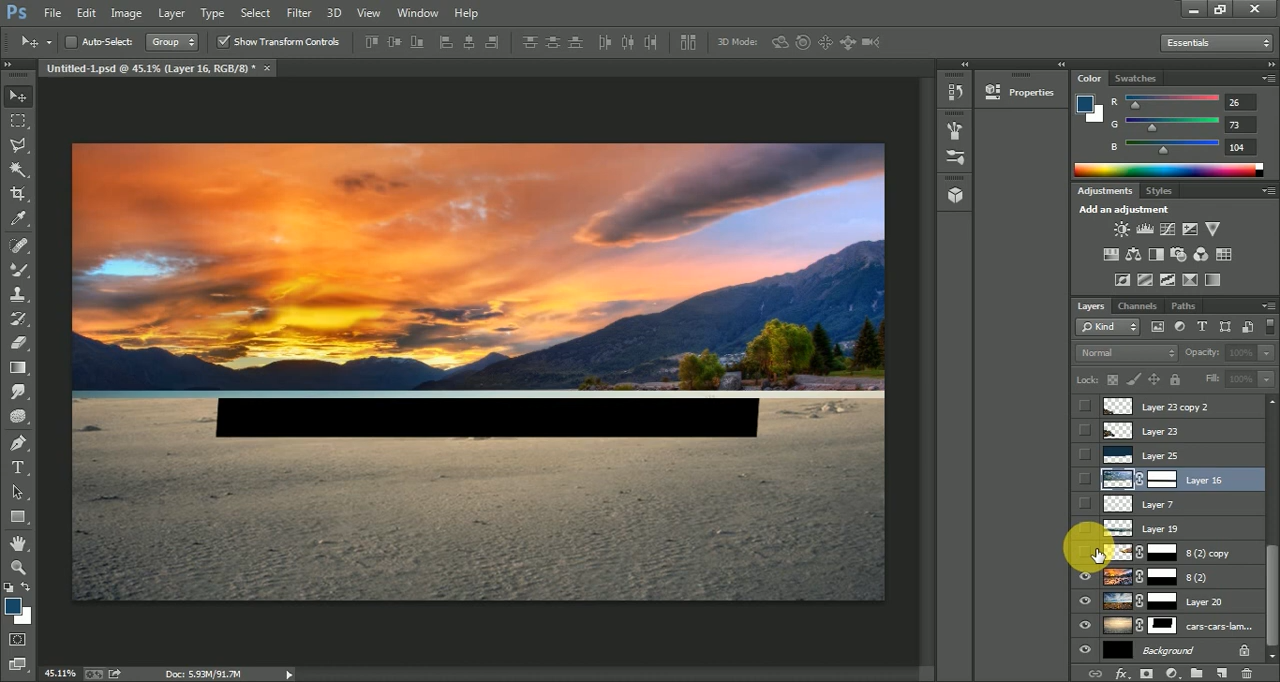 Ps File Edit Image Layer Type Select Filter 3D View Window Help
Auto-Select: Group Show Transform Controls 3D Mode: Essentials
Untitled-1.psd @ 45.1% (Layer 16, RGB/8) * ×
Properties
Color Swatches
R 26
G 73
B 104
Adjustments Styles
Add an adjustment
Layers Channels Paths
Kind
Normal Opacity: 100%
Lock: Fill: 100%
Layer 23 copy 2
Layer 23
Layer 25
Layer 16
Layer 7
Layer 19
8 (2) copy
8 (2)
Layer 20
cars-cars-lam...
Background
45.11% Doc: 5.93M/91.7M